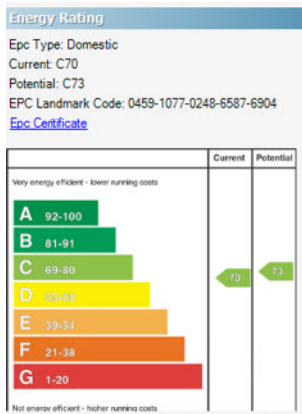 Energy Rating
Epc Type: Domestic
Current: C70
Potential: C73
EPC Landmark Code: 0459-1077-0248-6587-6904
Epc Certificate
Current Potential
Very energy efficient - lower running costs
A 92-100
B 81-91
C 69-80
70 73
D 55-68
E 39-54
F 21-38
G 1-20
Not energy efficient - higher running costs